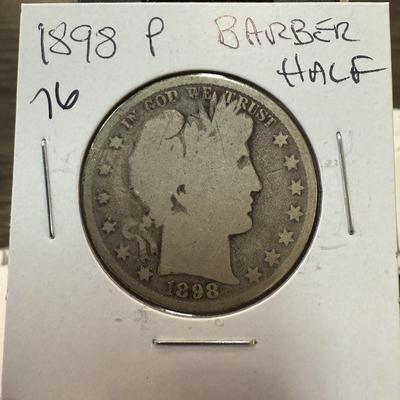 1898 P BARBER
76 HALF
IN GOD WE TRUST
1898